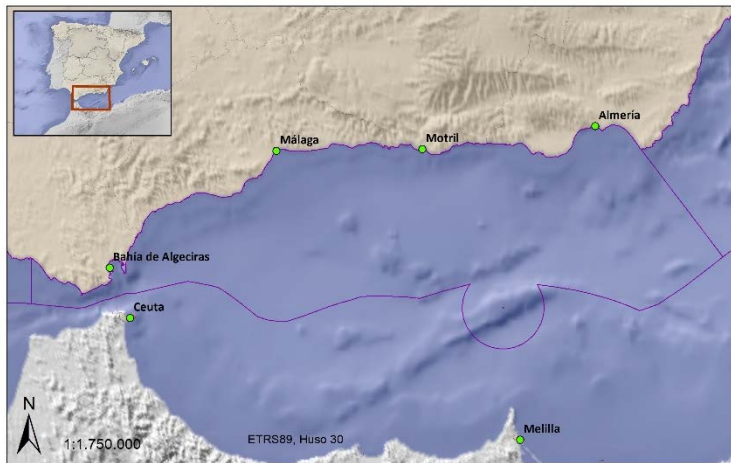 Almería
Motril
Málaga
Bahía de Algeciras
Ceuta
N
1:1.750.000
ETRS89, Huso 30
Melilla